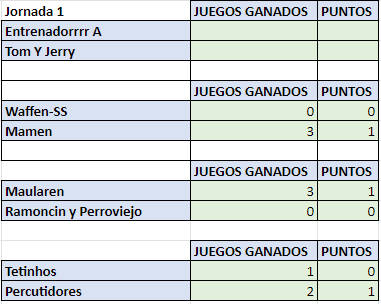 Jornada 1 JUEGOS GANADOS PUNTOS
Entrenadorrrr A
Tom Y Jerry
JUEGOS GANADOS PUNTOS
Waffen-SS 0 0
Mamen 3 1
JUEGOS GANADOS PUNTOS
Maularen 3 1
Ramoncin y Perroviejo 0 0
JUEGOS GANADOS PUNTOS
Tetinhos 1 0
Percutidores 2 1